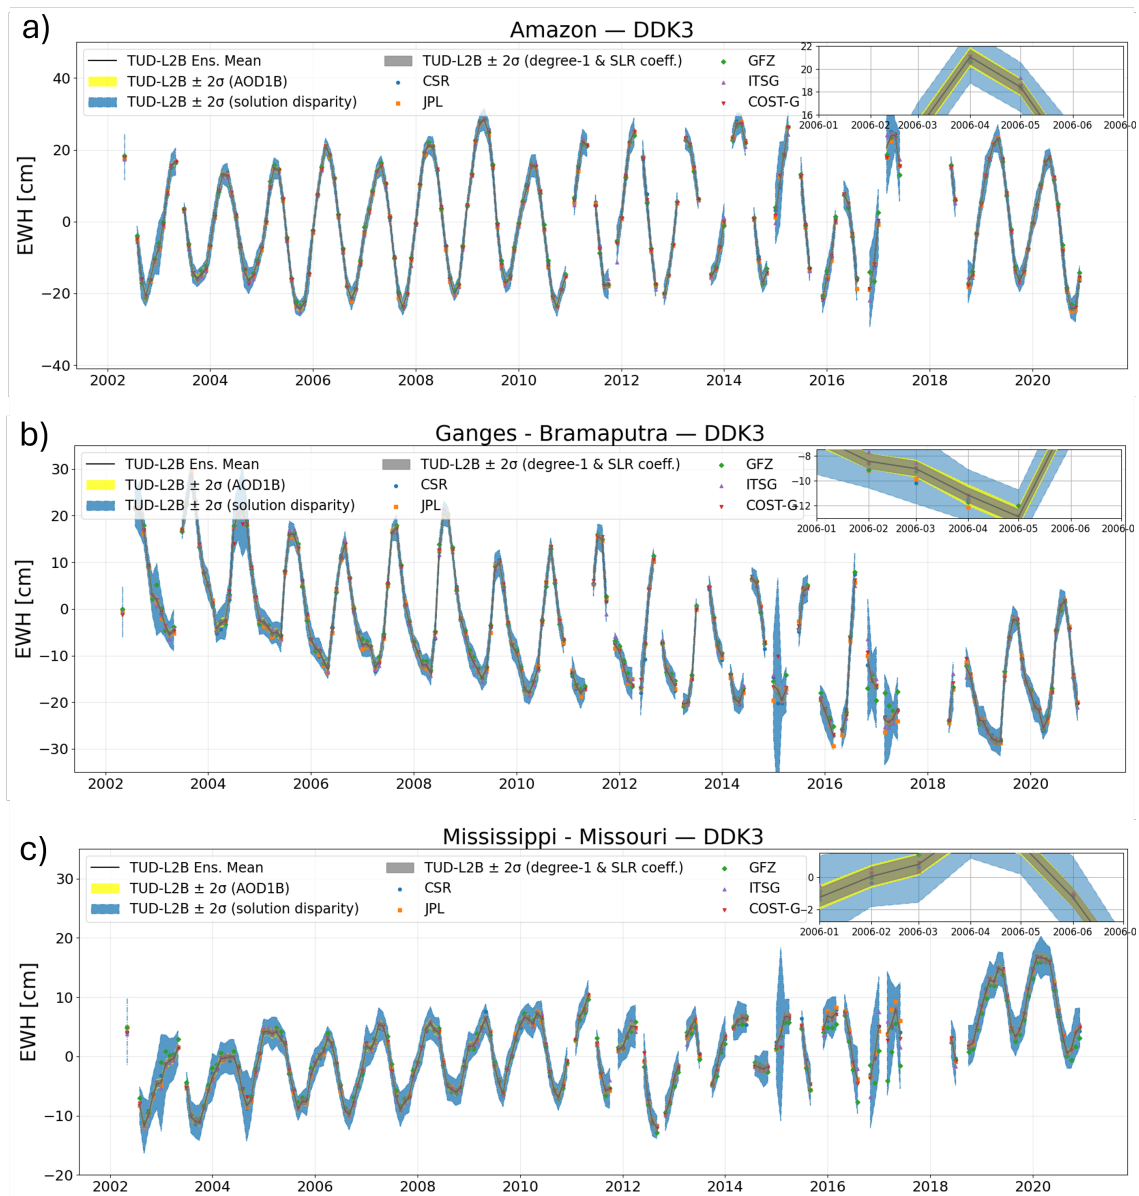 a)
Amazon — DDK3
TUD-L2B Ens. Mean
TUD-L2B ± 2σ (AOD1B)
TUD-L2B ± 2σ (solution disparity)
TUD-L2B ± 2σ (degree-1 & SLR coeff.)
CSR
JPL
GFZ
ITSG
COST-G
22
20
18
16
2006-01 2006-02 2006-03 2006-04 2006-05 2006-06 2006-0
EWH [cm]
40
20
0
−20
−40
2002 2004 2006 2008 2010 2012 2014 2016 2018 2020
b)
Ganges - Bramaputra — DDK3
TUD-L2B Ens. Mean
TUD-L2B ± 2σ (AOD1B)
TUD-L2B ± 2σ (solution disparity)
TUD-L2B ± 2σ (degree-1 & SLR coeff.)
CSR
JPL
GFZ
ITSG
COST-G
−8
−10
−12
2006-01 2006-02 2006-03 2006-04 2006-05 2006-06 2006-0
EWH [cm]
30
20
10
0
−10
−20
−30
2002 2004 2006 2008 2010 2012 2014 2016 2018 2020
c)
Mississippi - Missouri — DDK3
TUD-L2B Ens. Mean
TUD-L2B ± 2σ (AOD1B)
TUD-L2B ± 2σ (solution disparity)
TUD-L2B ± 2σ (degree-1 & SLR coeff.)
CSR
JPL
GFZ
ITSG
COST-G
0
−2
2006-01 2006-02 2006-03 2006-04 2006-05 2006-06 2006-0
EWH [cm]
30
20
10
0
−10
−20
2002 2004 2006 2008 2010 2012 2014 2016 2018 2020